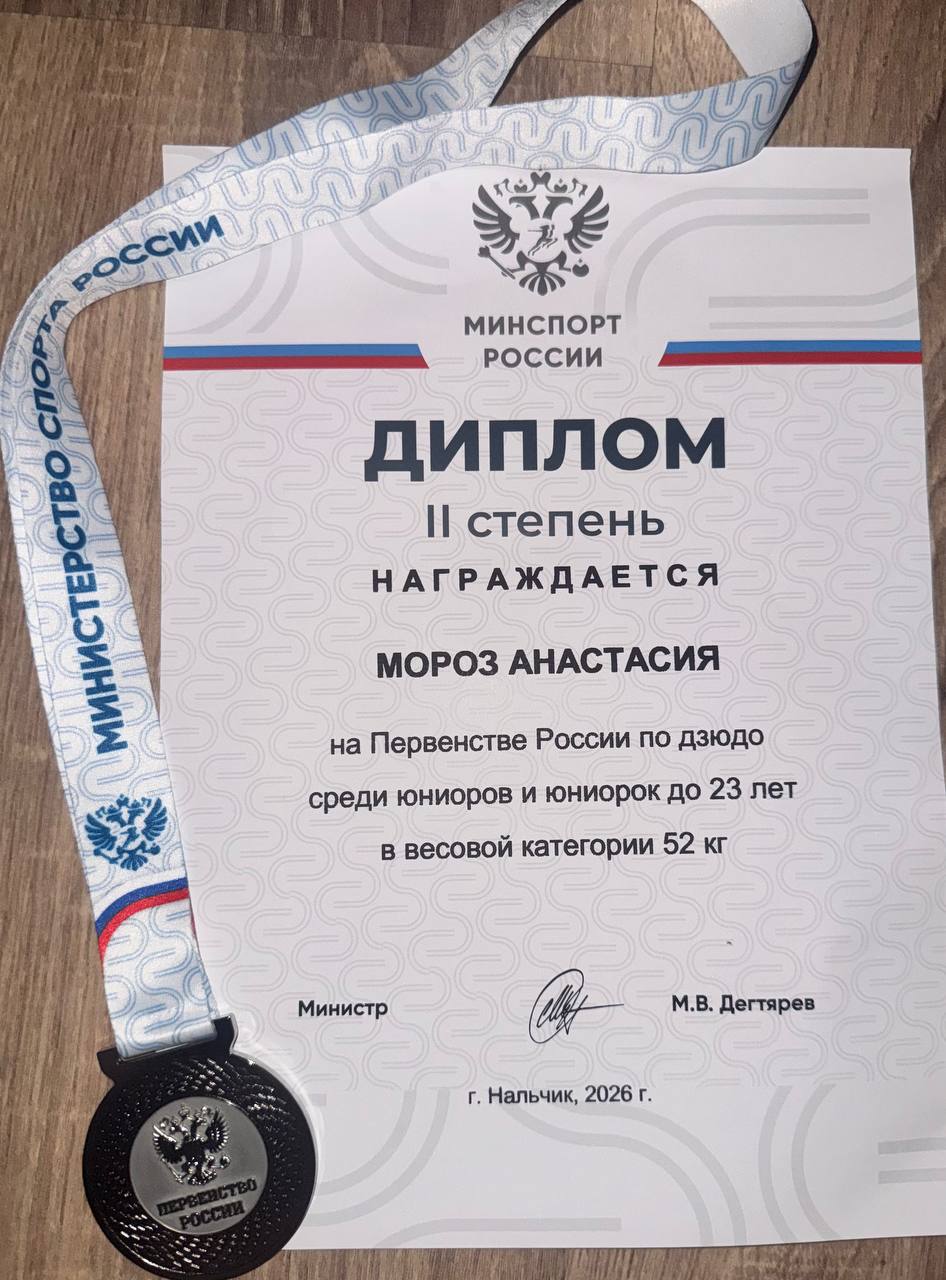 МИНИСТЕРСТВО СПОРТА РОССИИ
МИНСПОРТ
РОССИИ
ДИПЛОМ
II степень
НАГРАЖДАЕТСЯ
МОРОЗ АНАСТАСИЯ
на Первенстве России по дзюдо
среди юниоров и юниорок до 23 лет
в весовой категории 52 кг
Министр
М.В. Дегтярев
г. Нальчик, 2026 г.
ПЕРВЕНСТВО
РОССИИ